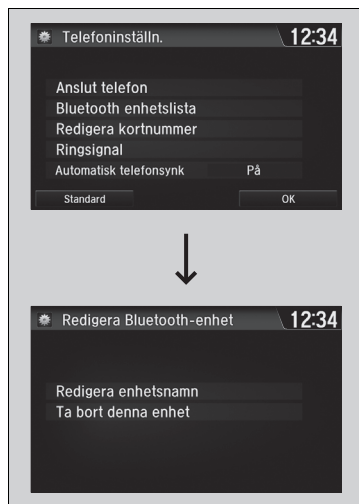 Telefoninställn.
12:34
Anslut telefon
Bluetooth enhetslista
Redigera kortnummer
Ringsignal
Automatisk telefonsynk På
Standard OK
Redigera Bluetooth-enhet
12:34
Redigera enhetsnamn
Ta bort denna enhet